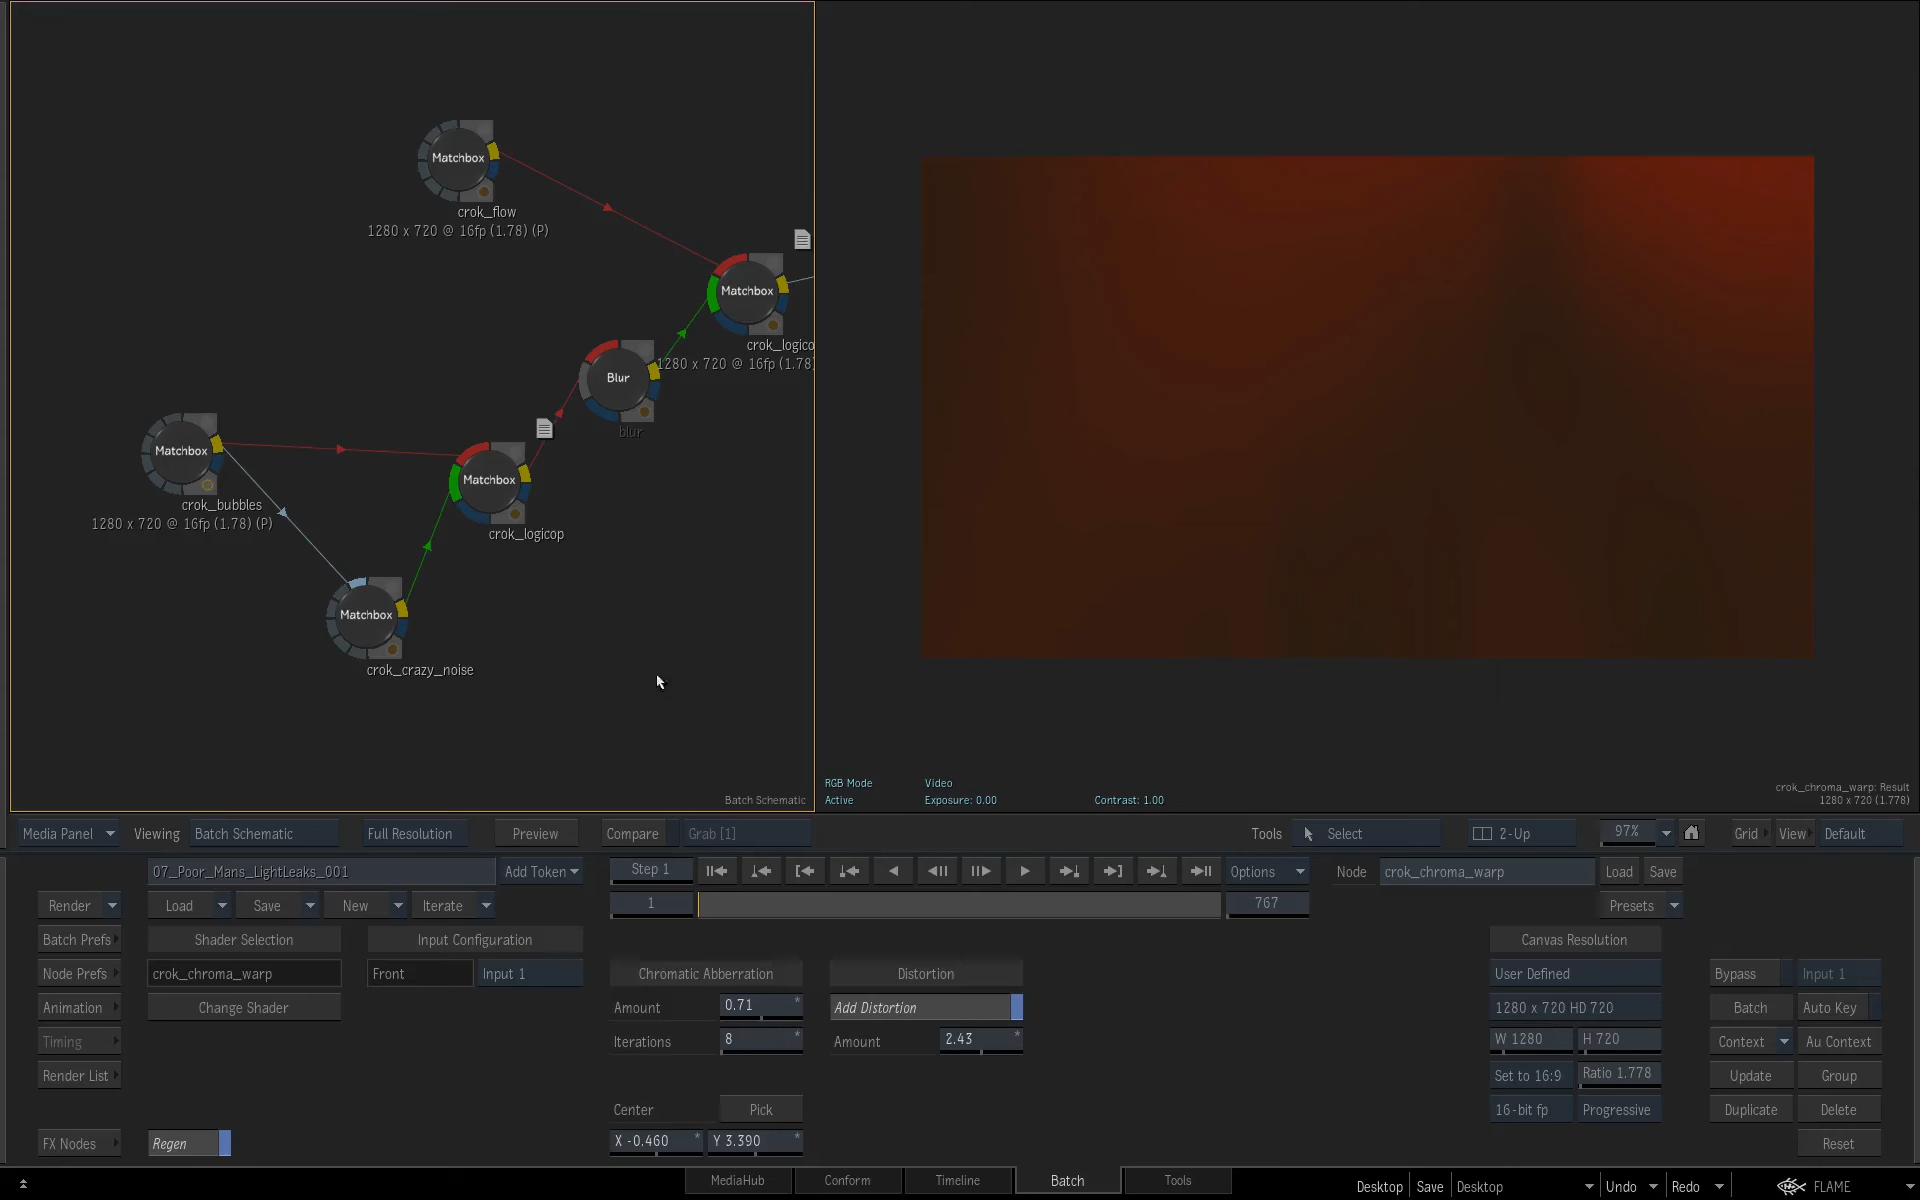 Matchbox
crok_flow
1280 x 720 @ 16fp (1.78) (P)
Matchbox
crok_logico
1280 x 720 @ 16fp (1.78)
Blur
blur
Matchbox
crok_bubbles
1280 x 720 @ 16fp (1.78) (P)
Matchbox
crok_logicop
Matchbox
crok_crazy_noise
Batch Schematic
RGB Mode Video
Active Exposure: 0.00 Contrast: 1.00
crok_chroma_warp: Result
1280 x 720 (1.778)
Media Panel Viewing Batch Schematic Full Resolution Preview Compare Grab [1] Tools Select 2-Up 97% Grid View Default
07_Poor_Mans_LightLeaks_001 Add Token Step 1 Options Node crok_chroma_warp Load Save
Render Load Save New Iterate 1 767 Presets
Batch Prefs Shader Selection Input Configuration Canvas Resolution
Node Prefs crok_chroma_warp Front Input 1 Chromatic Abberration Distortion User Defined Bypass Input 1
Animation Change Shader Amount 0.71 Add Distortion 1280 x 720 HD 720 Batch Auto Key
Timing Iterations 8 Amount 2.43 W 1280 H 720 Context Au Context
Render List Set to 16:9 Ratio 1.778 Update Group
Center Pick 16-bit fp Progressive Duplicate Delete
FX Nodes Regen X -0.460 Y 3.390 Reset
MediaHub Conform Timeline Batch Tools Desktop Save Desktop Undo Redo FLAME